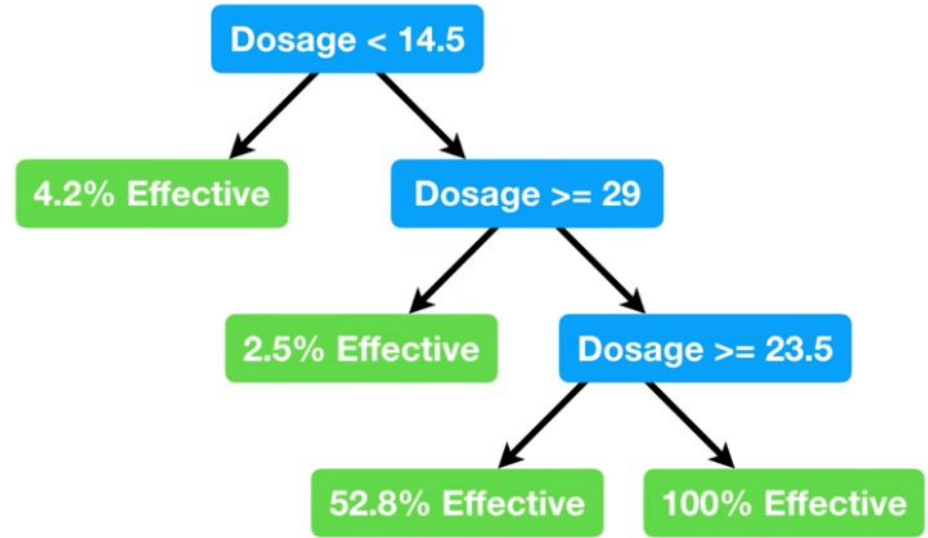 Dosage < 14.5
4.2% Effective
Dosage >= 29
2.5% Effective
Dosage >= 23.5
52.8% Effective
100% Effective